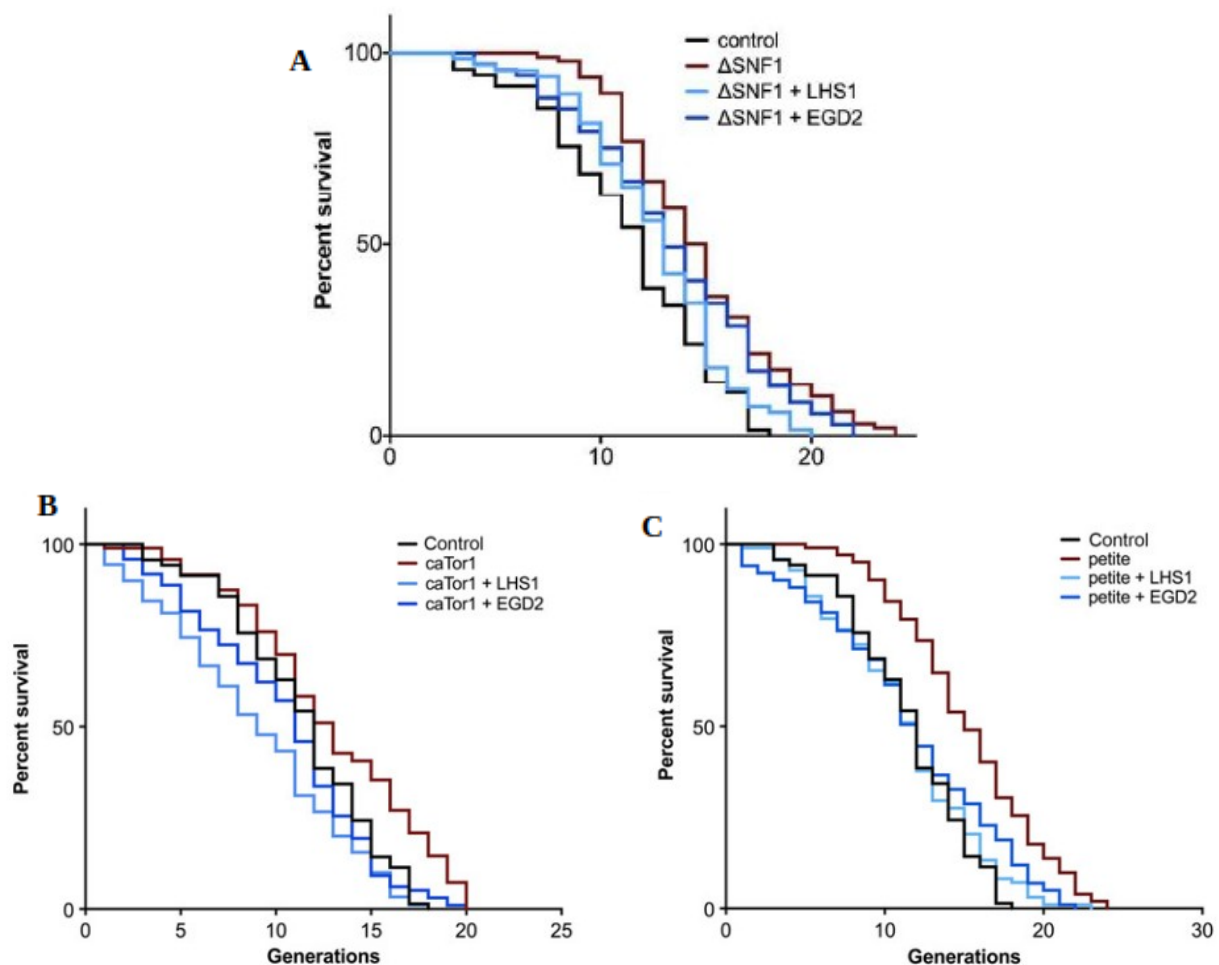 A
100
50
0
Percent survival
control
ΔSNF1
ΔSNF1 + LHS1
ΔSNF1 + EGD2
0 10 20
B
100
50
0
Percent survival
Control
caTor1
caTor1 + LHS1
caTor1 + EGD2
0 5 10 15 20 25
Generations
C
100
50
0
Percent survival
Control
petite
petite + LHS1
petite + EGD2
0 10 20 30
Generations